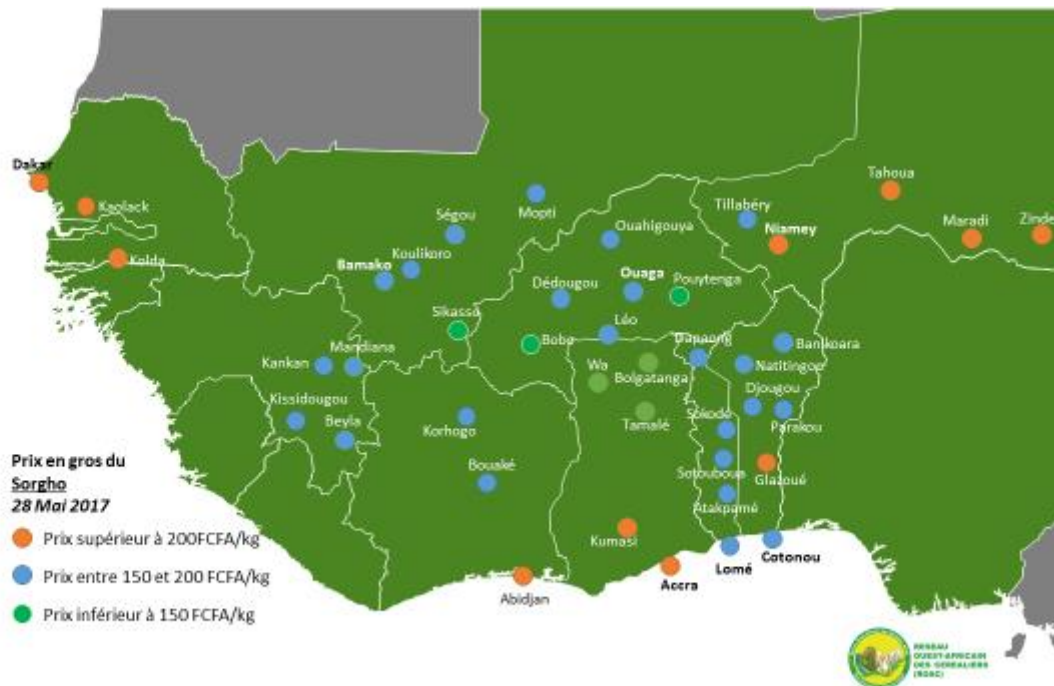 Dakar
Kaolack
Kolda
Tahoua
Tillabéry
Niamey
Maradi
Zinde
Mopti
Ségou
Koulikoro
Bamako
Sikasso
Ouahigouya
Ouaga
Pouytenga
Dédougou
Bobo
Léo
Dapaong
Banikoara
Natitingou
Djougou
Parakou
Wa
Bolgatanga
Tamalé
Sokodé
Sotouboua
Glazoué
Atakpamé
Kankan
Mandiana
Kissidougou
Beyla
Korhogo
Bouaké
Kumasi
Accra
Lomé
Cotonou
Abidjan
Prix en gros du
Sorgho
28 Mai 2017
Prix supérieur à 200FCFA/kg
Prix entre 150 et 200 FCFA/kg
Prix inférieur à 150 FCFA/kg
RESEAU
OUEST-AFRICAIN
DES CEREALIERS
(ROAC)